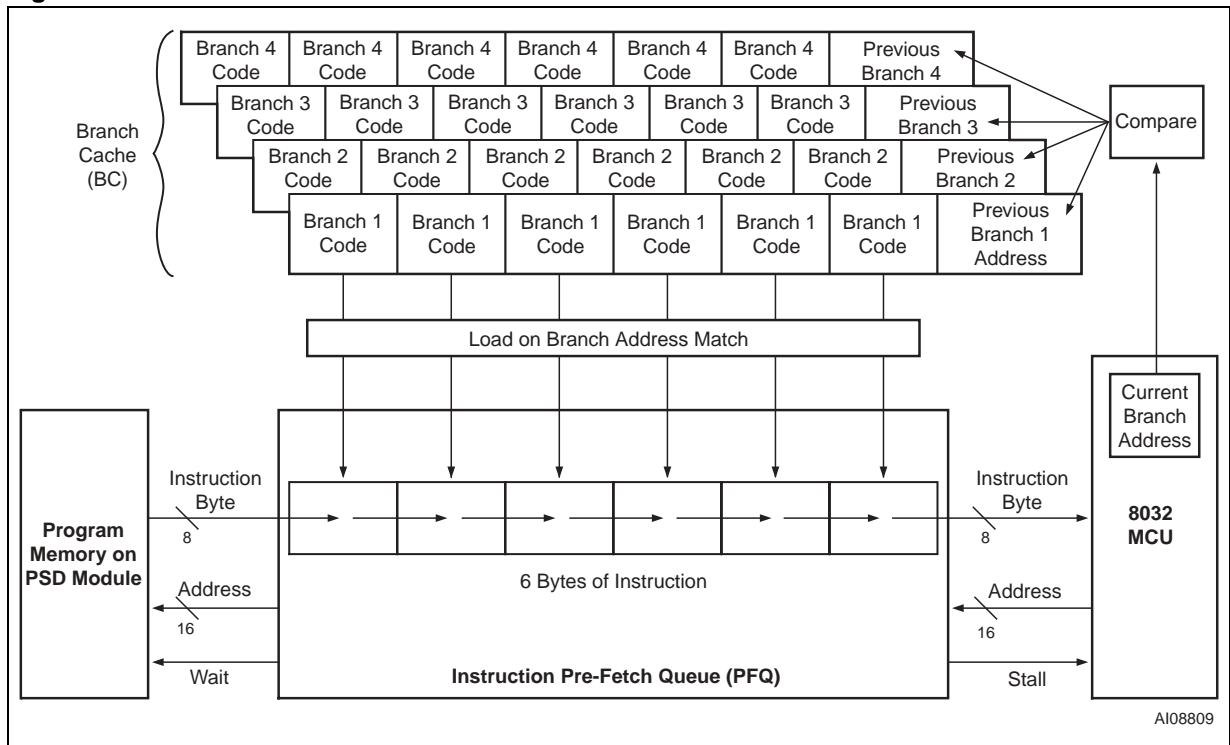 Branch 4 Code
Branch 4 Code
Branch 4 Code
Branch 4 Code
Branch 4 Code
Branch 4 Code
Previous Branch 4
Branch 3 Code
Branch 3 Code
Branch 3 Code
Branch 3 Code
Branch 3 Code
Branch 3 Code
Previous Branch 3
Branch Cache (BC)
Compare
Branch 2 Code
Branch 2 Code
Branch 2 Code
Branch 2 Code
Branch 2 Code
Branch 2 Code
Previous Branch 2
Branch 1 Code
Branch 1 Code
Branch 1 Code
Branch 1 Code
Branch 1 Code
Branch 1 Code
Previous Branch 1 Address
Load on Branch Address Match
Current Branch Address
Instruction Byte
8
Instruction Byte
8
Program Memory on PSD Module
8032 MCU
6 Bytes of Instruction
Address
16
Address
16
Wait
Instruction Pre-Fetch Queue (PFQ)
Stall
AI08809